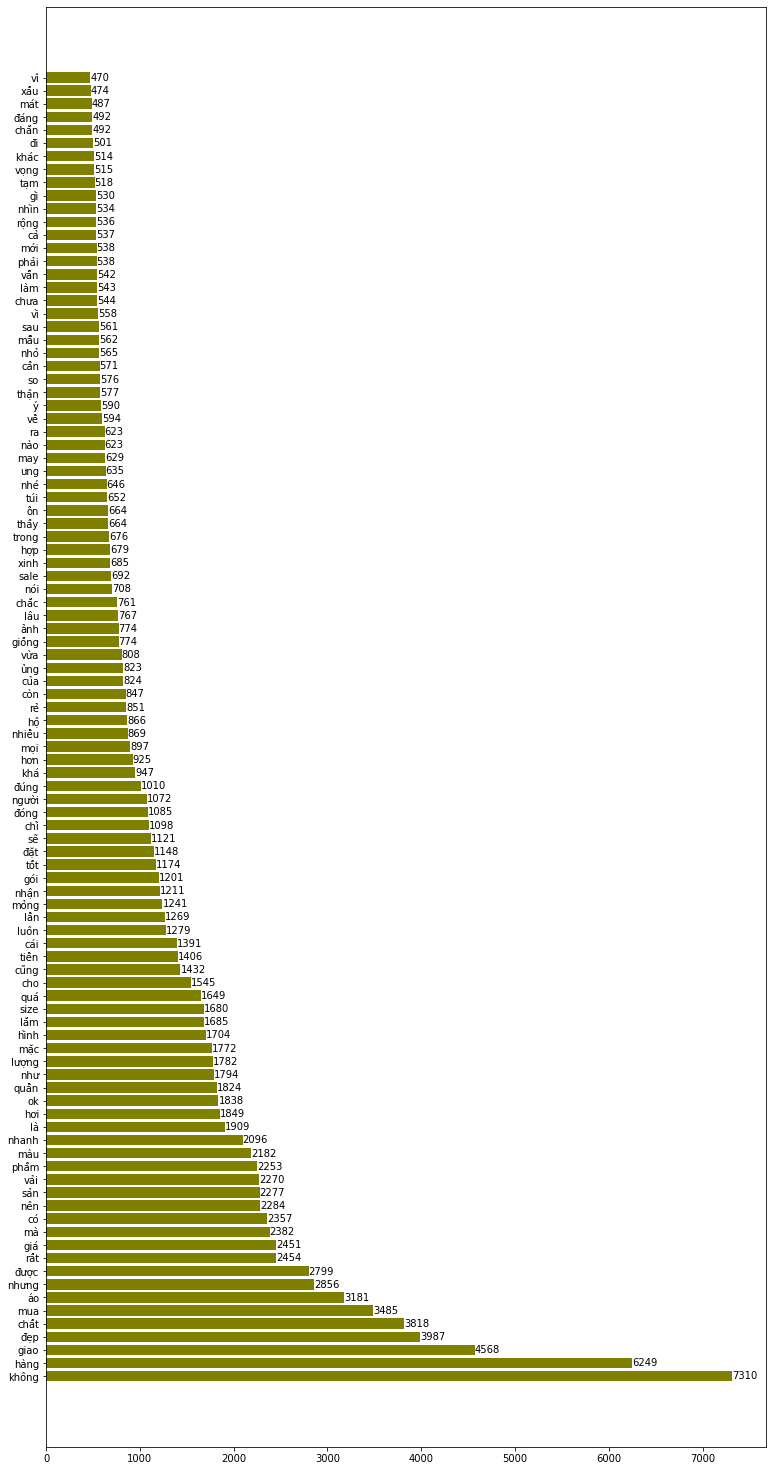 vỉ 470
xấu 474
mát 487
đáng 492
chắn 492
đi 501
khác 514
vọng 515
tạm 518
gì 530
nhìn 534
rộng 536
cả 537
mới 538
phải 538
vẫn 542
làm 543
chưa 544
vì 558
sau 561
mẫu 562
nhỏ 565
cẩn 571
so 576
thận 577
ý 590
về 594
ra 623
nào 623
may 629
ưng 635
nhé 646
túi 652
ổn 664
thấy 664
trong 676
hợp 679
xinh 685
sale 692
nói 708
chắc 761
lâu 767
ảnh 774
giống 774
vừa 808
ủng 823
của 824
còn 847
rẻ 851
hộ 866
nhiều 869
mọi 897
hơn 925
khá 947
đúng 1010
người 1072
đóng 1085
chỉ 1098
sẽ 1121
đặt 1148
tốt 1174
gói 1201
nhận 1211
mỏng 1241
lần 1269
luôn 1279
cái 1391
tiền 1406
cũng 1432
cho 1545
quá 1649
size 1680
lắm 1685
hình 1704
mặc 1772
lượng 1782
như 1794
quần 1824
ok 1838
hơi 1849
là 1909
nhanh 2096
màu 2182
phẩm 2253
vải 2270
sản 2277
nên 2284
có 2357
mà 2382
giá 2451
rất 2454
được 2799
nhưng 2856
áo 3181
mua 3485
chất 3818
đẹp 3987
giao 4568
hàng 6249
không 7310
0 1000 2000 3000 4000 5000 6000 7000